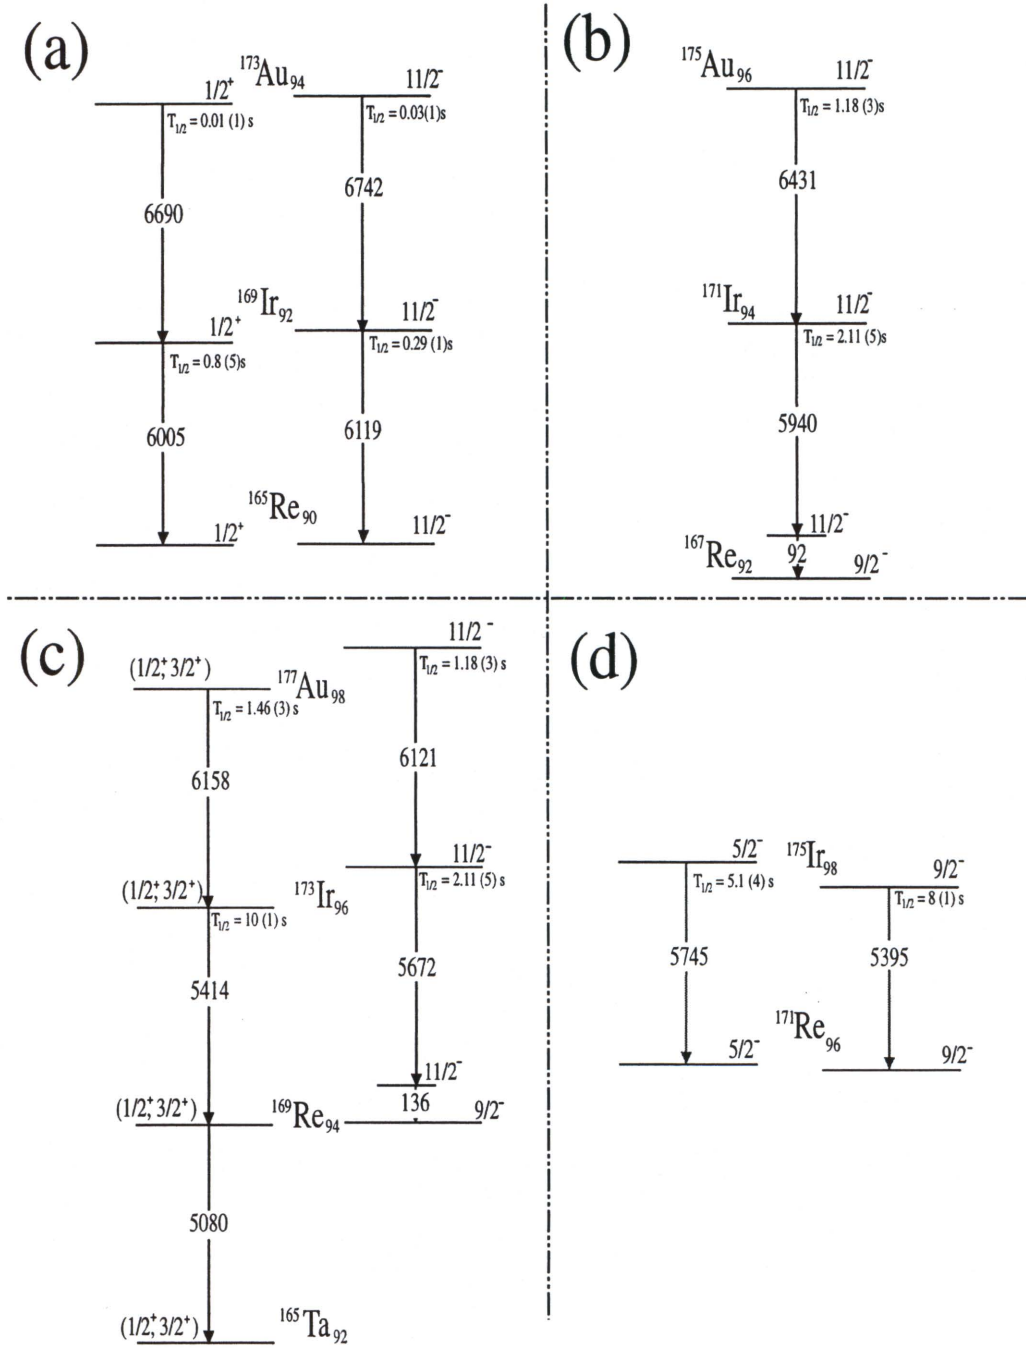 (a)
173Au94
1/2+
11/2-
T1/2 = 0.01 (1) s
T1/2 = 0.03(1)s
6690
6742
169Ir92
1/2+
11/2-
T1/2 = 0.8 (5)s
T1/2 = 0.29 (1)s
6005
6119
165Re90
1/2+
11/2-
(b)
175Au96
11/2-
T1/2 = 1.18 (3)s
6431
171Ir94
11/2-
T1/2 = 2.11 (5)s
5940
11/2-
167Re92
92
9/2-
(c)
11/2-
T1/2 = 1.18 (3) s
(1/2+, 3/2+)
177Au98
T1/2 = 1.46 (3) s
6158
6121
11/2-
(1/2+, 3/2+)
173Ir96
T1/2 = 2.11 (5) s
T1/2 = 10 (1) s
5414
5672
11/2-
136
(1/2+, 3/2+)
169Re94
9/2-
5080
(1/2+, 3/2+)
165Ta92
(d)
5/2-
175Ir98
9/2-
T1/2 = 5.1 (4) s
T1/2 = 8 (1) s
5745
5395
171Re96
5/2-
9/2-